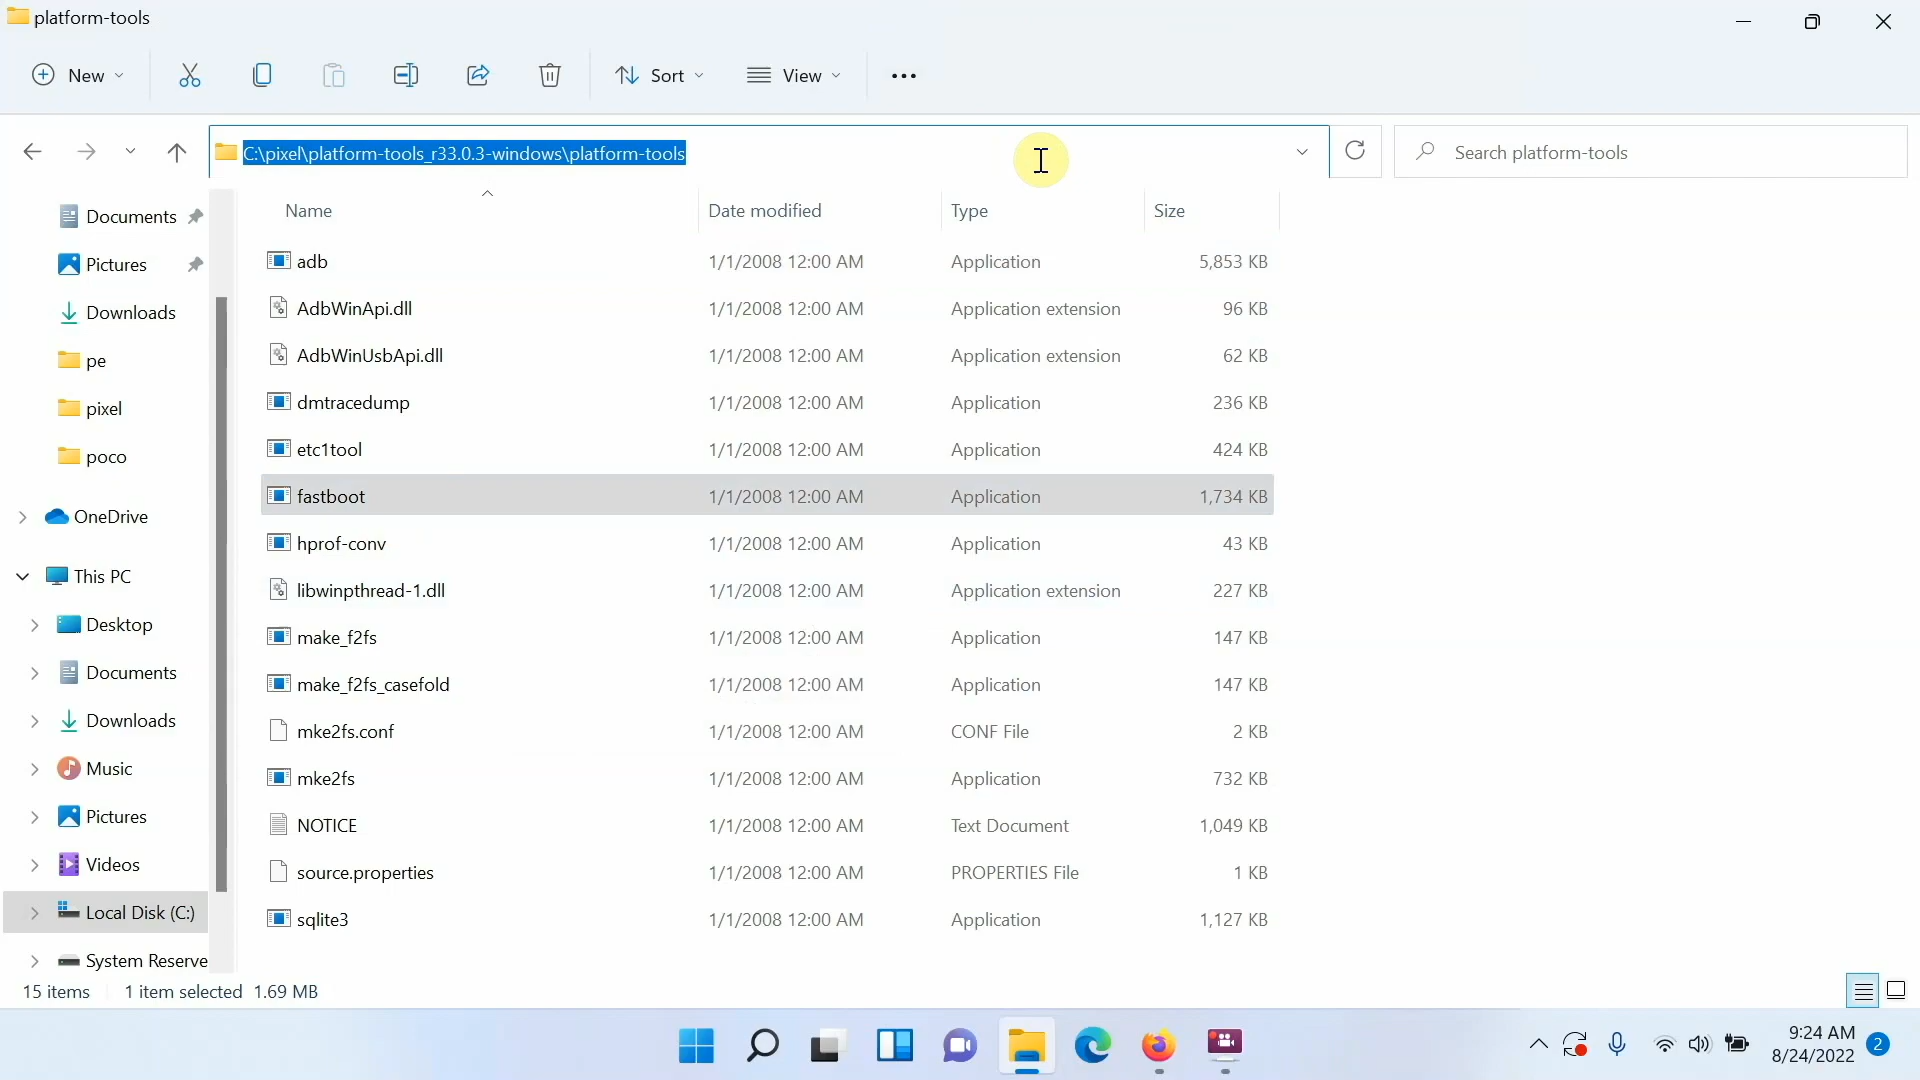 platform-tools
New
Sort
View
C:\pixel\platform-tools_r33.0.3-windows\platform-tools
Search platform-tools
Name Date modified Type Size
adb 1/1/2008 12:00 AM Application 5,853 KB
AdbWinApi.dll 1/1/2008 12:00 AM Application extension 96 KB
AdbWinUsbApi.dll 1/1/2008 12:00 AM Application extension 62 KB
dmtracedump 1/1/2008 12:00 AM Application 236 KB
etc1tool 1/1/2008 12:00 AM Application 424 KB
fastboot 1/1/2008 12:00 AM Application 1,734 KB
hprof-conv 1/1/2008 12:00 AM Application 43 KB
libwinpthread-1.dll 1/1/2008 12:00 AM Application extension 227 KB
make_f2fs 1/1/2008 12:00 AM Application 147 KB
make_f2fs_casefold 1/1/2008 12:00 AM Application 147 KB
mke2fs.conf 1/1/2008 12:00 AM CONF File 2 KB
mke2fs 1/1/2008 12:00 AM Application 732 KB
NOTICE 1/1/2008 12:00 AM Text Document 1,049 KB
source.properties 1/1/2008 12:00 AM PROPERTIES File 1 KB
sqlite3 1/1/2008 12:00 AM Application 1,127 KB
Documents
Pictures
Downloads
pe
pixel
poco
OneDrive
This PC
Desktop
Documents
Downloads
Music
Pictures
Videos
Local Disk (C:)
System Reserve
15 items 1 item selected 1.69 MB
9:24 AM
8/24/2022
2